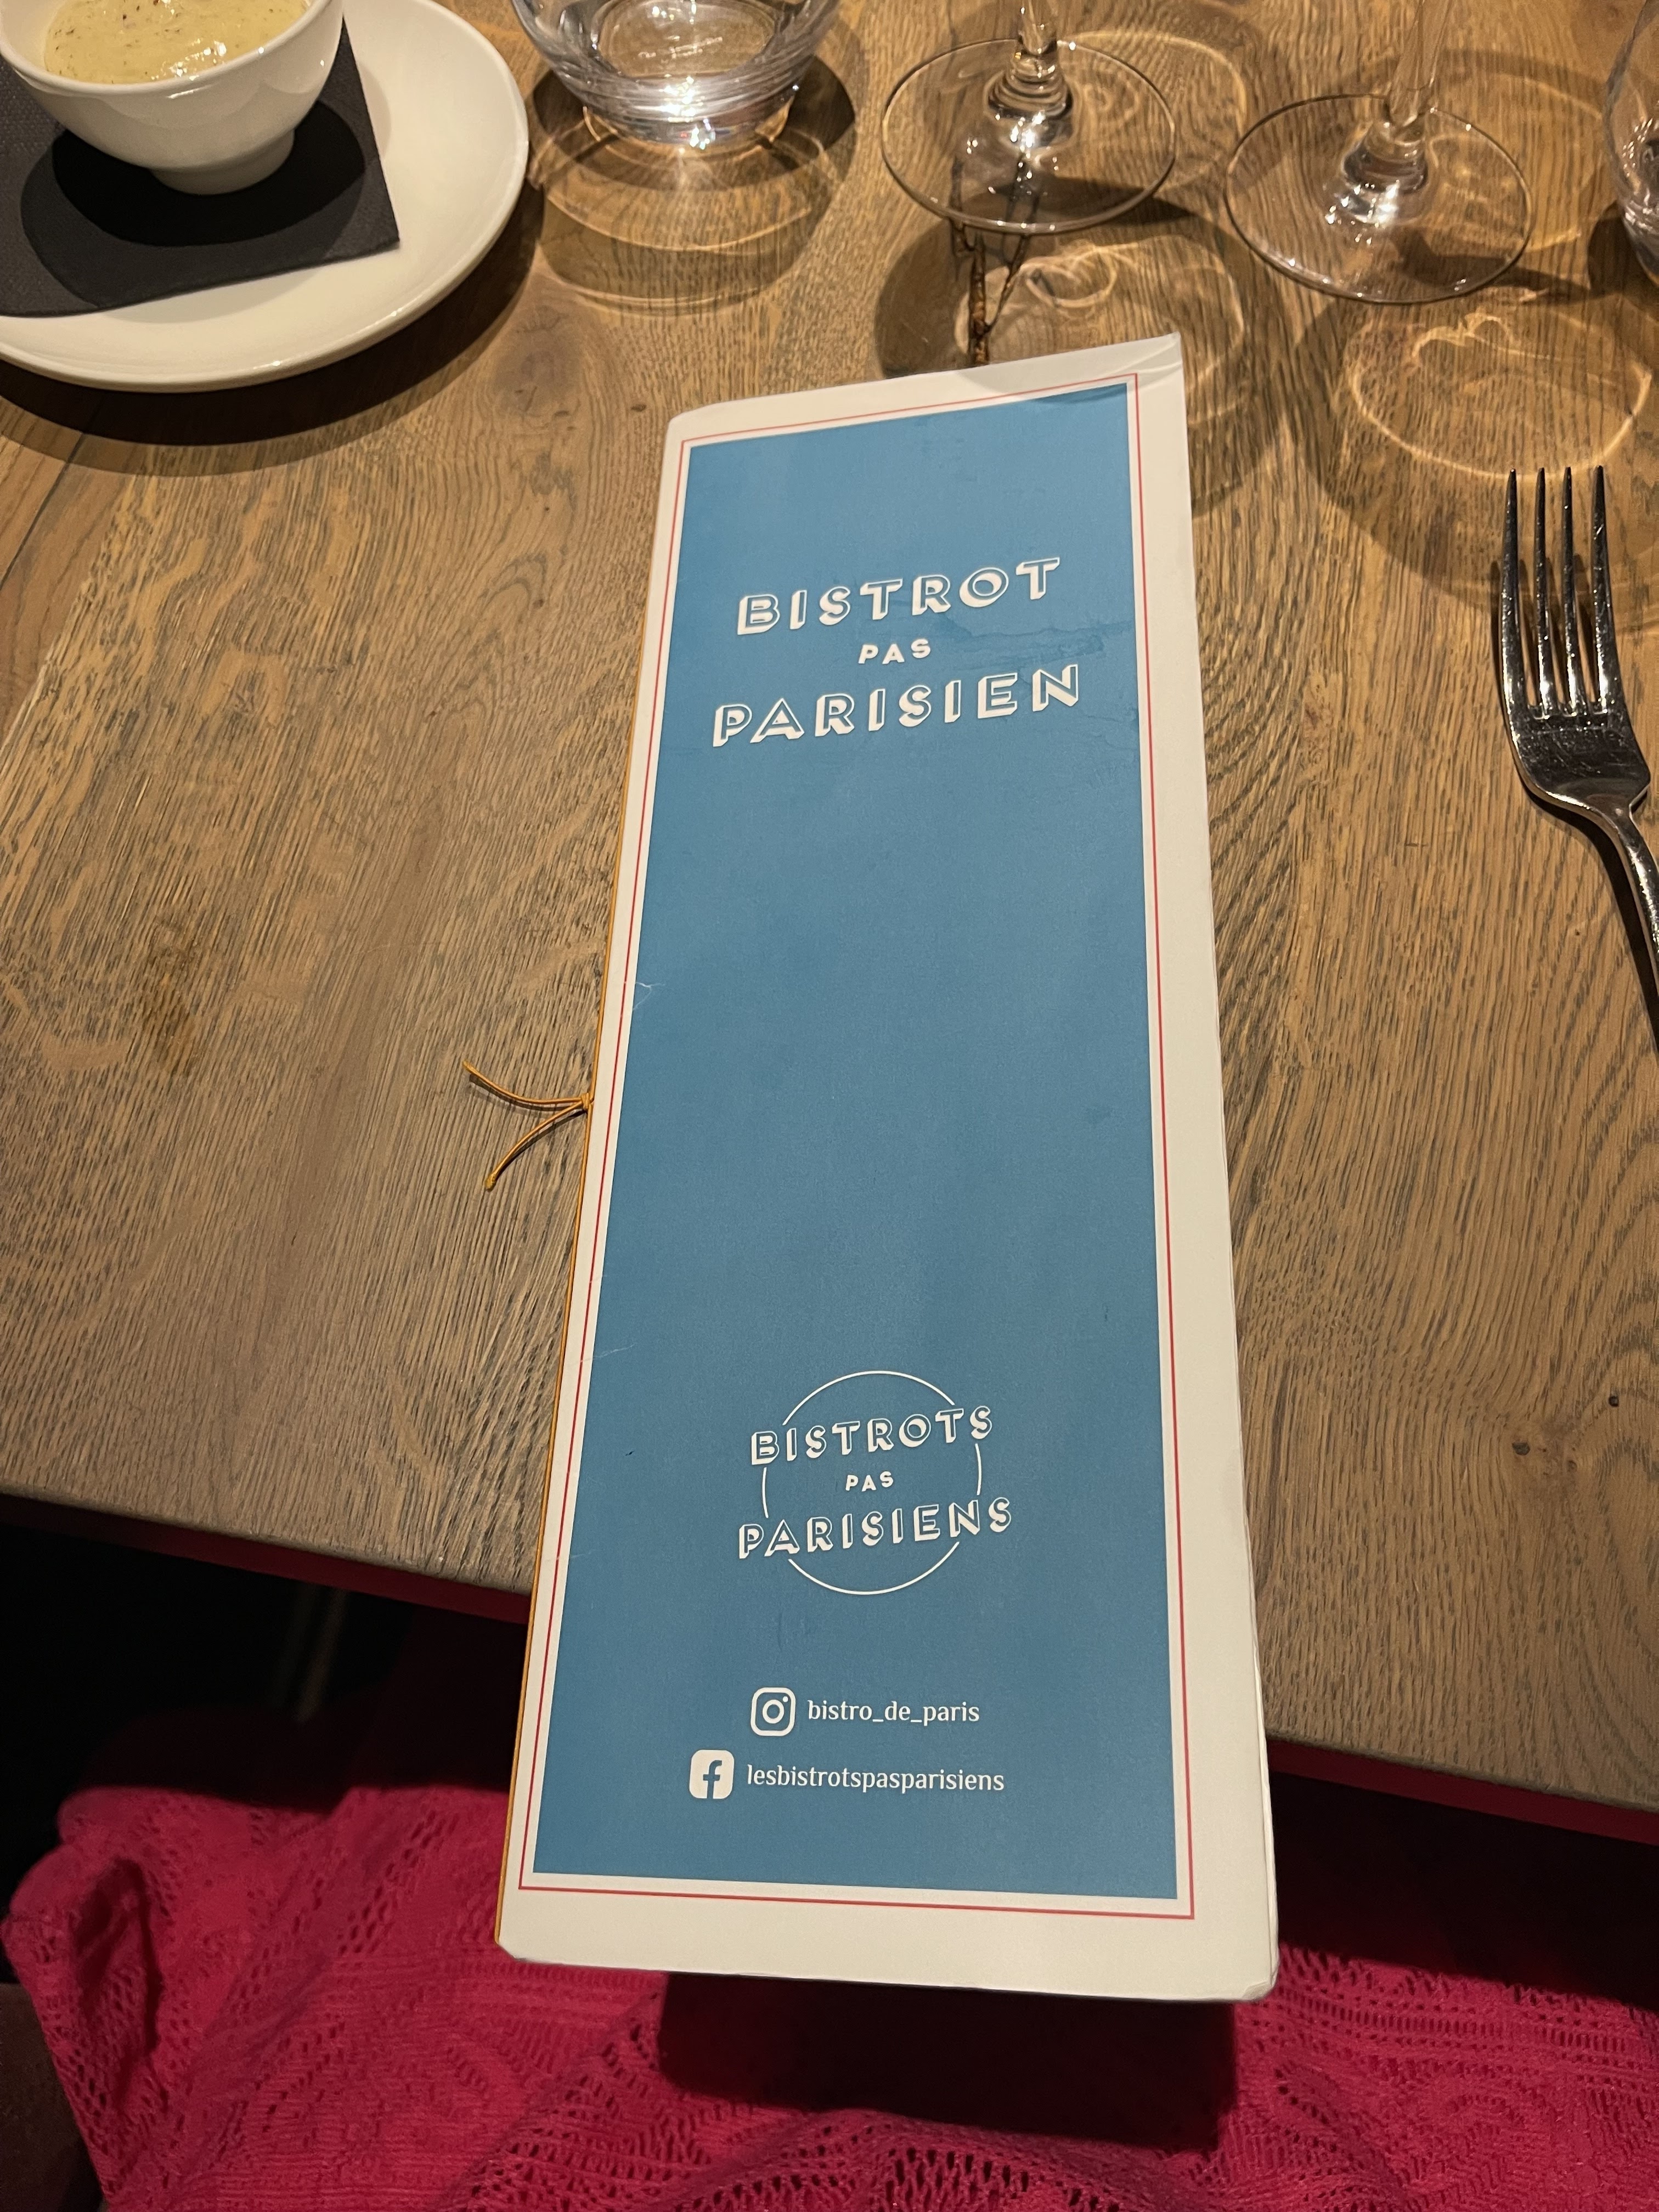 BISTROT
PAS
PARISIEN
BISTROTS
PAS
PARISIENS
bistro_de_paris
lesbistrotspasparisiens